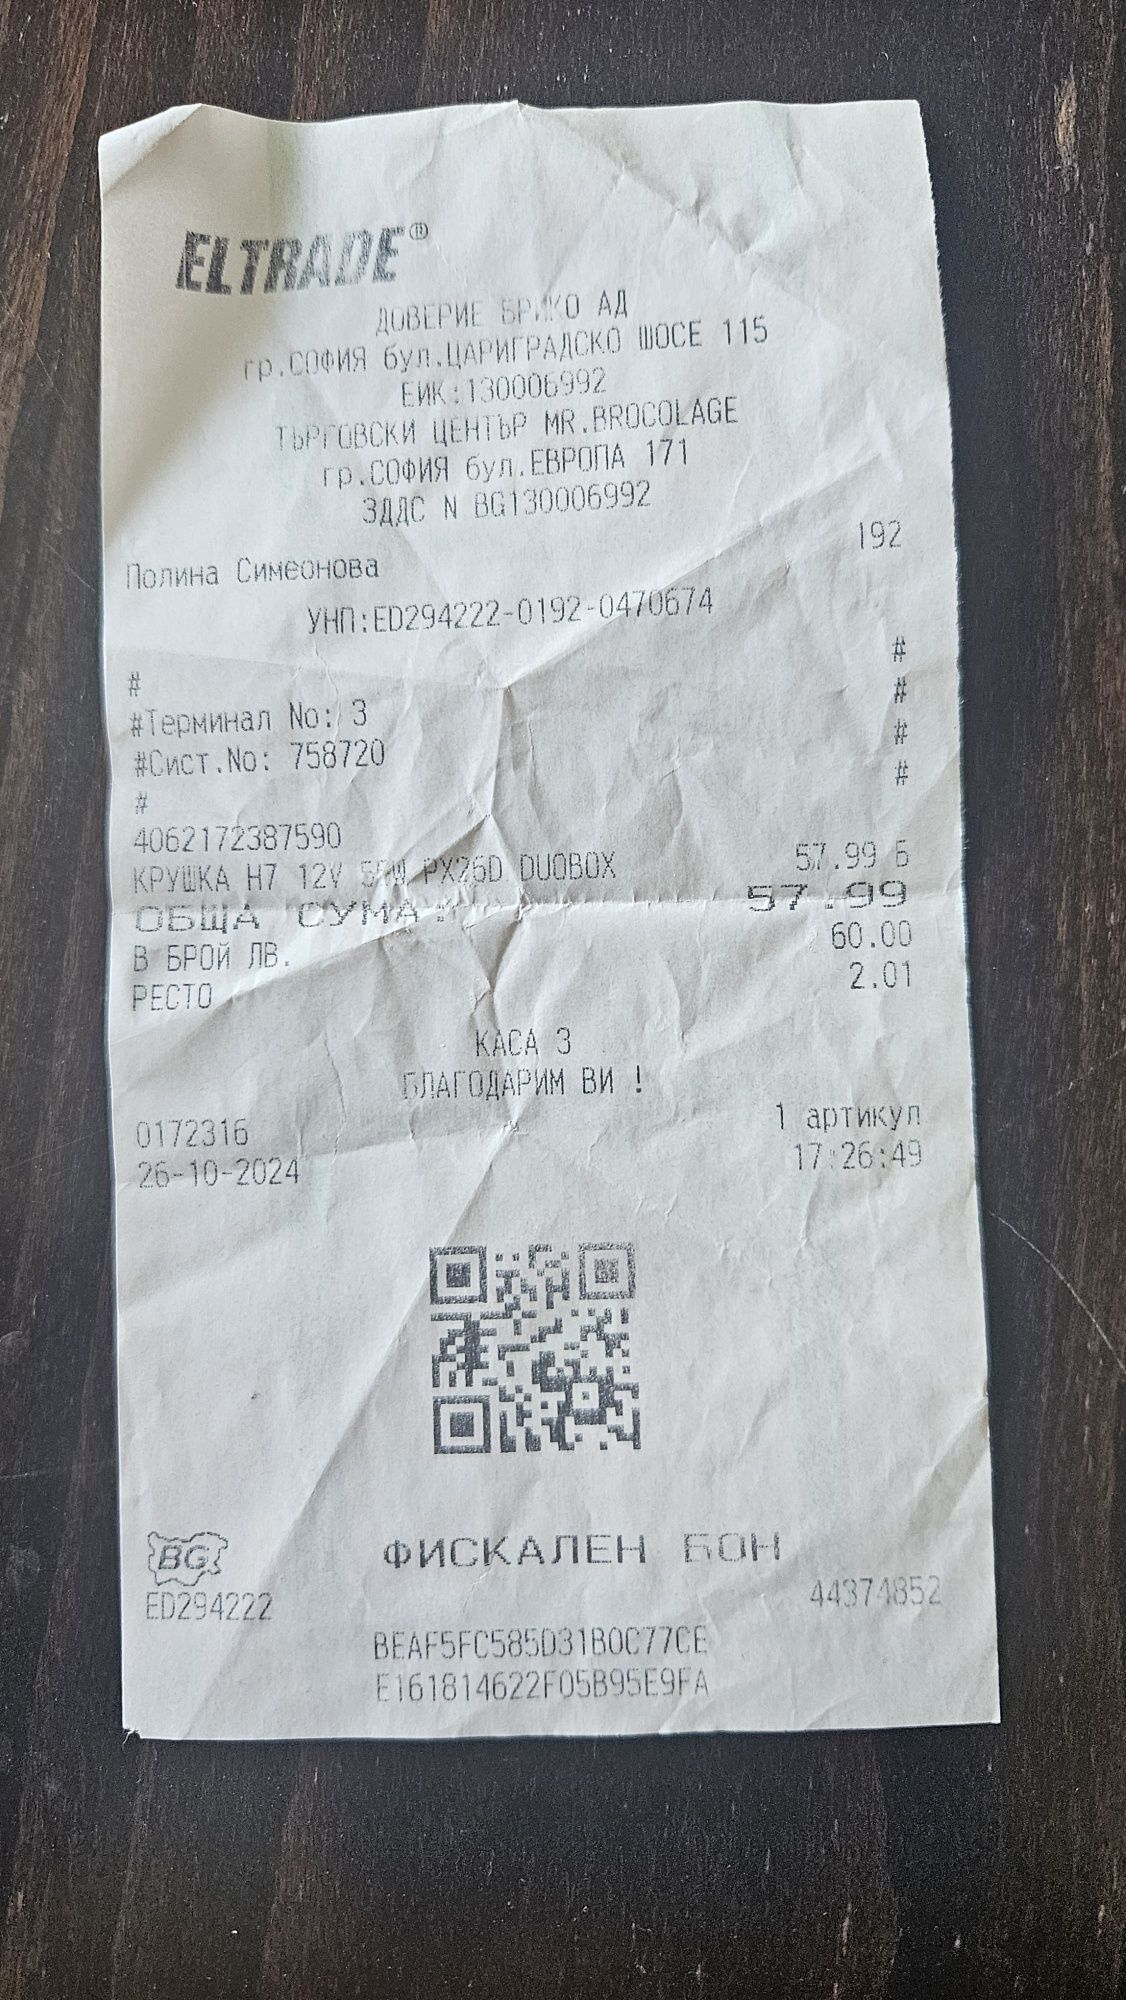 ELTRADE®
ДОВЕРИЕ БРИКО АД
гр.СОФИЯ бул.ЦАРИГРАДСКО ШОСЕ 115
ЕИК:130006992
ТЪРГОВСКИ ЦЕНТЪР MR.BROCOLAGE
гр.СОФИЯ бул.ЕВРОПА 171
ЗДДС N BG130006992
Полина Симеонова 192
УНП:ED294222-0192-0470674
# #
#Терминал No: 3 #
#Сист.No: 758720 #
# #
4062172387590
КРУШКА H7 12V 55W PX26D DUOBOX 57.99 Б
ОБЩА СУМА: 57.99
В БРОЙ ЛВ. 60.00
РЕСТО 2.01
КАСА 3
БЛАГОДАРИМ ВИ !
0172316 1 артикул
26-10-2024 17:26:49
BG ФИСКАЛЕН БОН
ED294222 44374852
BEAF5FC585D31B0C77CE
E161814622F05B95E9FA